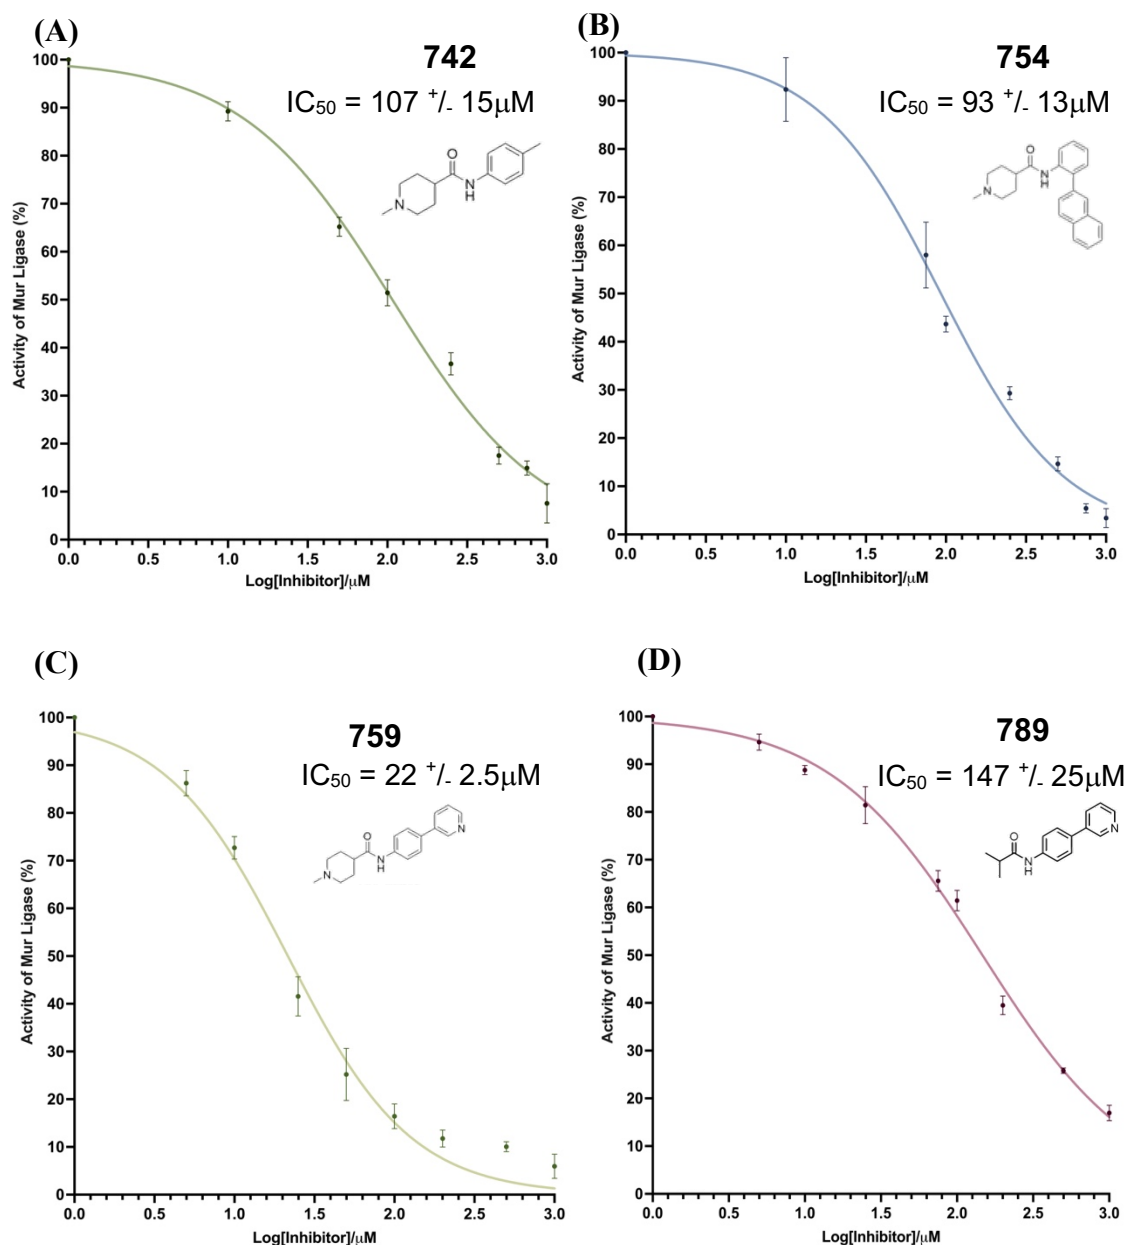 (A)
742
IC50 = 107 +/- 15μM
O
N
H
N
Activity of Mur Ligase (%)
100
90
80
70
60
50
40
30
20
10
0
0.0 0.5 1.0 1.5 2.0 2.5 3.0
Log[Inhibitor]/μM
(B)
754
IC50 = 93 +/- 13μM
O
N
H
N
Activity of Mur Ligase (%)
100
90
80
70
60
50
40
30
20
10
0
0.0 0.5 1.0 1.5 2.0 2.5 3.0
Log[Inhibitor]/μM
(C)
759
IC50 = 22 +/- 2.5μM
O
N
N
H
N
Activity of Mur Ligase (%)
100
90
80
70
60
50
40
30
20
10
0
0.0 0.5 1.0 1.5 2.0 2.5 3.0
Log[Inhibitor]/μM
(D)
789
IC50 = 147 +/- 25μM
O
N
N
H
Activity of Mur Ligase (%)
100
90
80
70
60
50
40
30
20
10
0
0.0 0.5 1.0 1.5 2.0 2.5 3.0
Log[Inhibitor]/μM